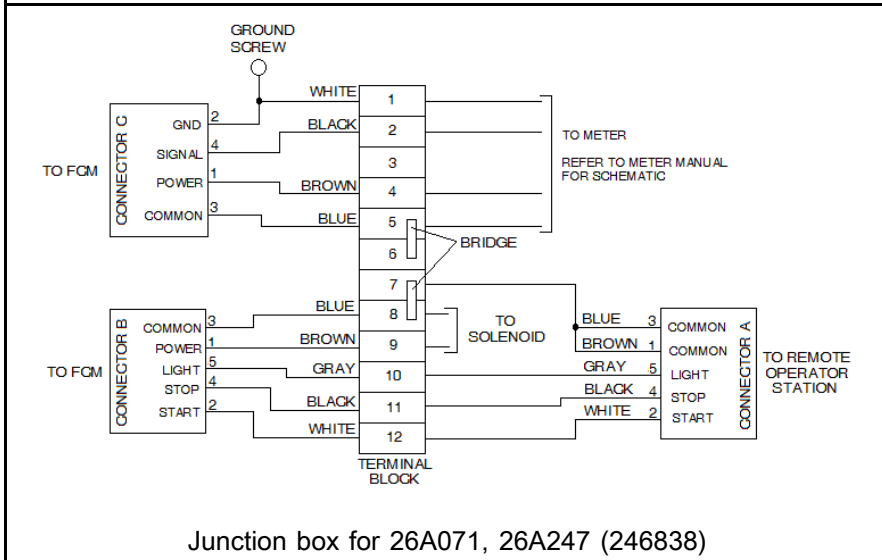 GROUND
SCREW
CONNECTOR C
TO FCM
GND 2
SIGNAL 4
POWER 1
COMMON 3
WHITE
BLACK
BROWN
BLUE
1
2
3
4
5
6
7
8
9
10
11
12
TO METER
REFER TO METER MANUAL
FOR SCHEMATIC
BRIDGE
CONNECTOR B
TO FCM
COMMON 3
POWER 1
LIGHT 5
STOP 4
START 2
BLUE
BROWN
GRAY
BLACK
WHITE
TO
SOLENOID
TERMINAL
BLOCK
BLUE 3 COMMON
BROWN 1 COMMON
GRAY 5 LIGHT
BLACK 4 STOP
WHITE 2 START
CONNECTOR A
TO REMOTE
OPERATOR
STATION
Junction box for 26A071, 26A247 (246838)